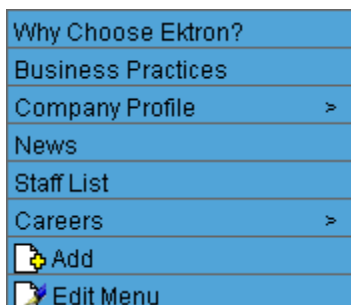 Why Choose Ektron?
Business Practices
Company Profile >
News
Staff List
Careers >
Add
Edit Menu